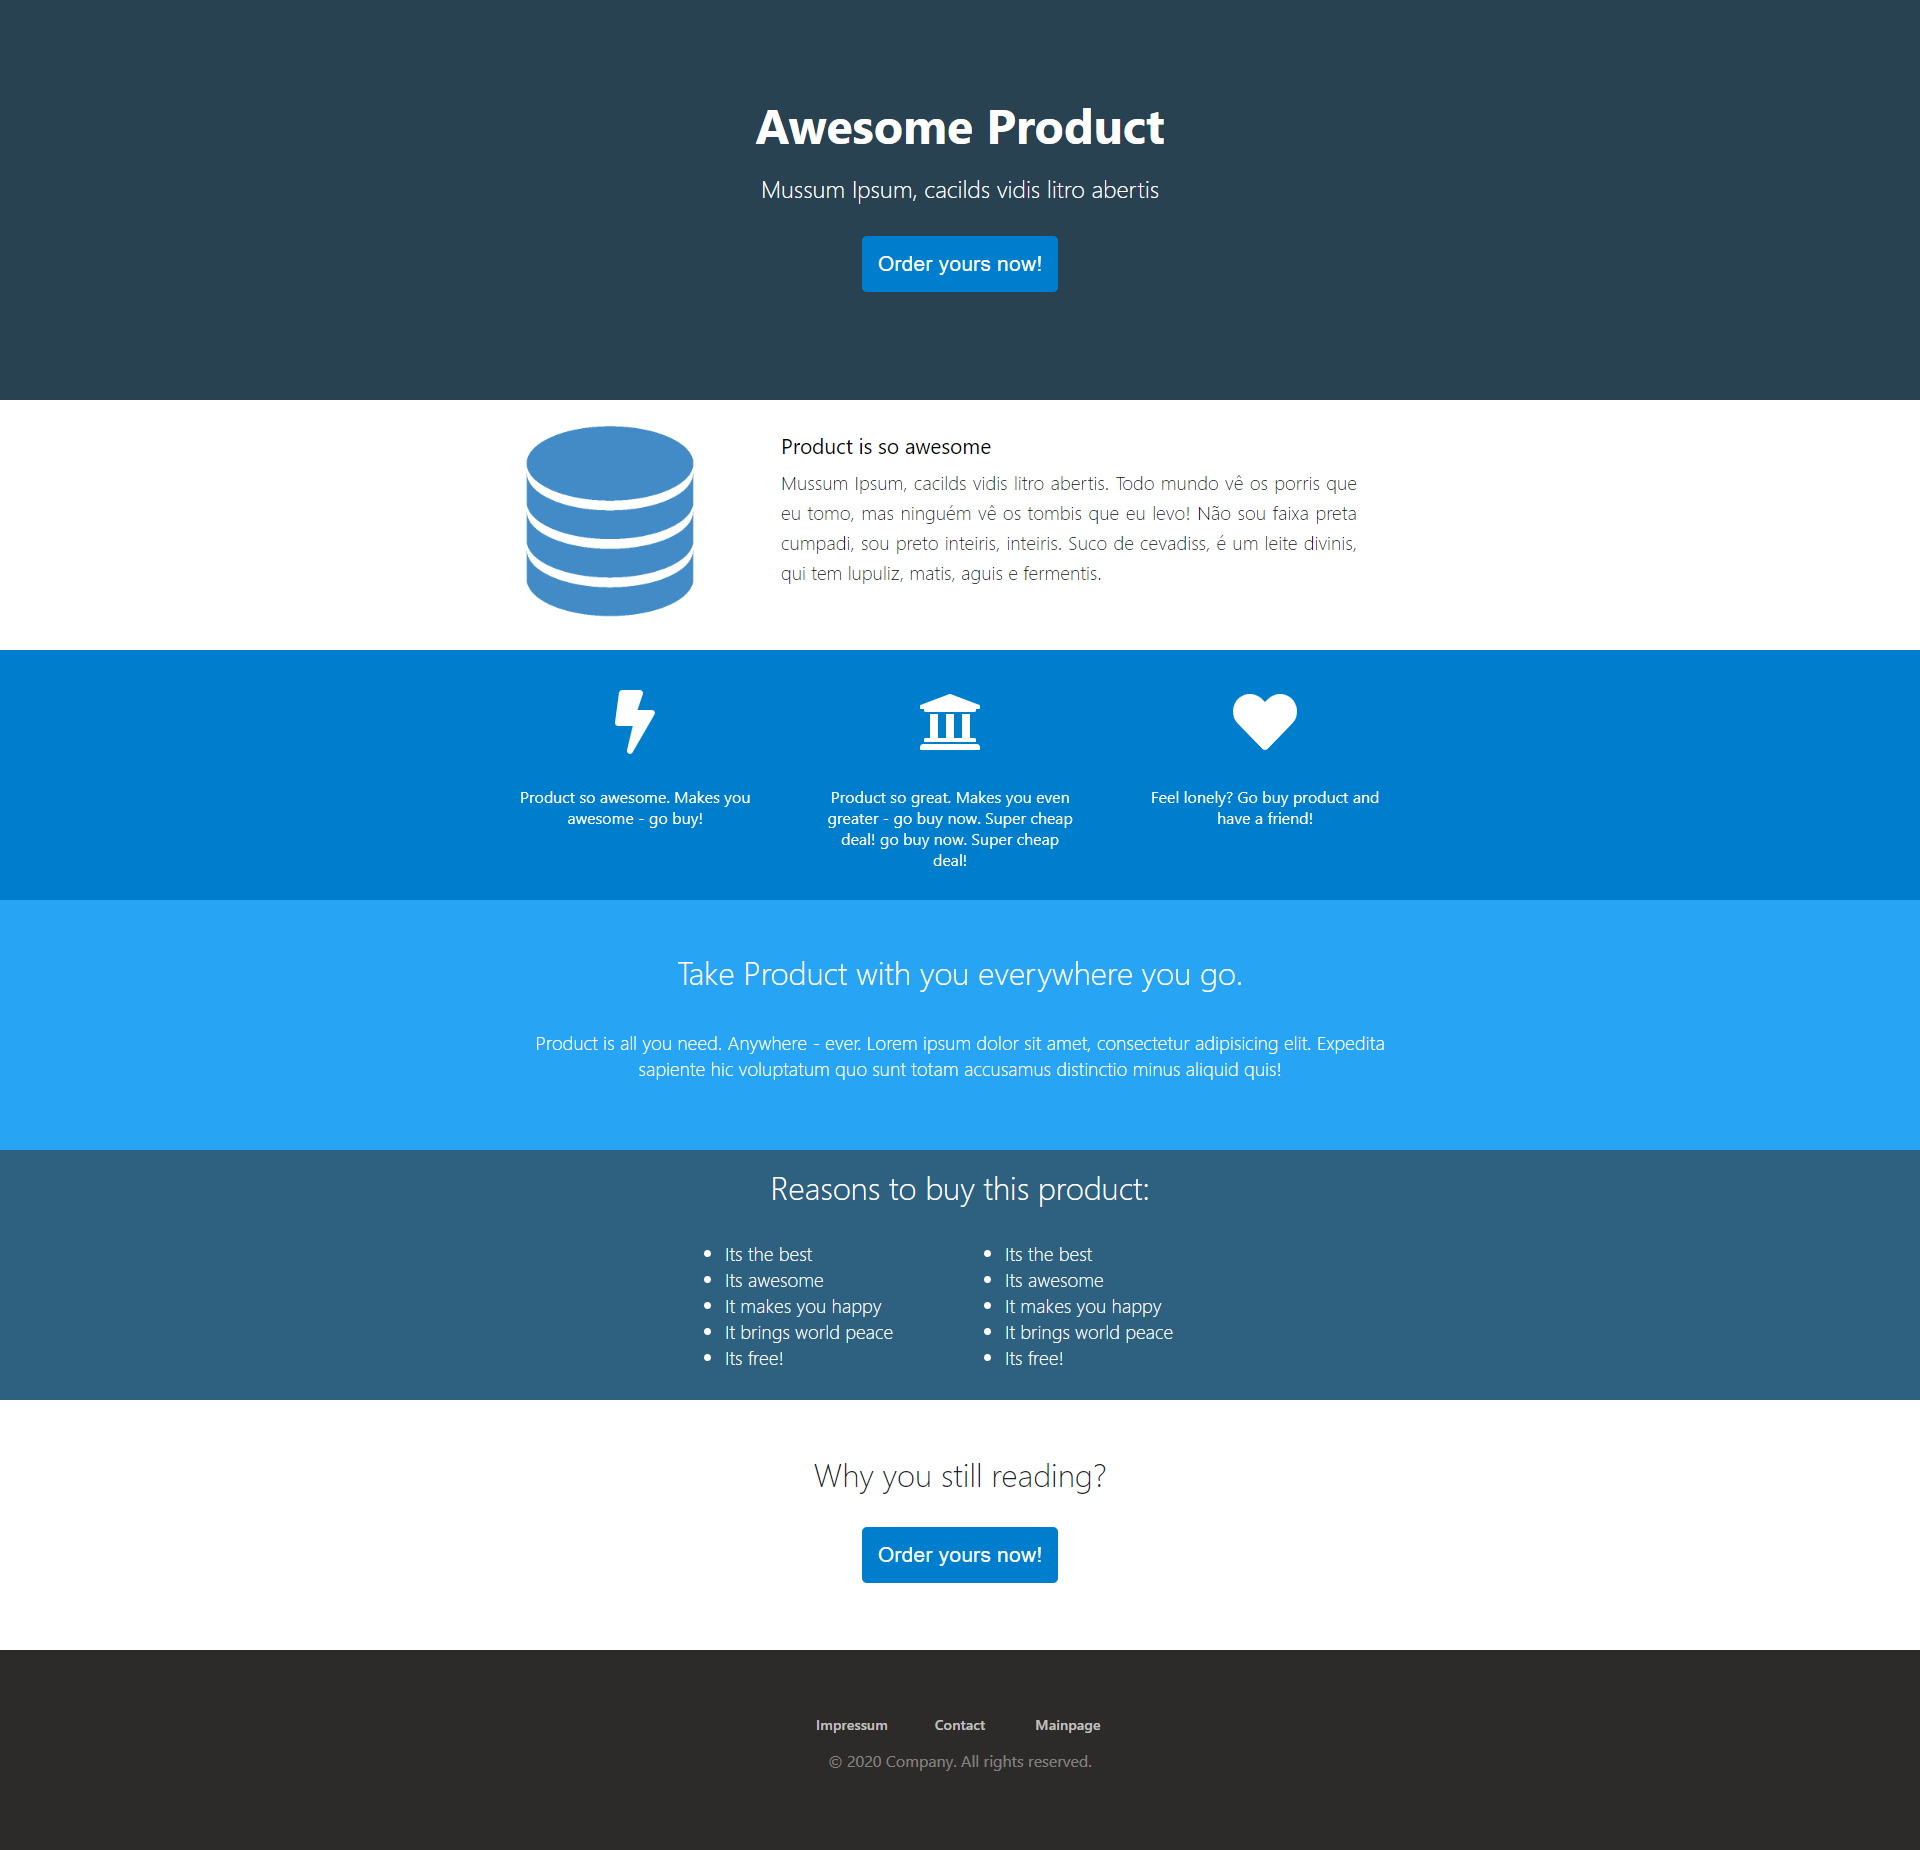 Awesome Product
Mussum Ipsum, cacilds vidis litro abertis
Order yours now!
Product is so awesome
Mussum Ipsum, cacilds vidis litro abertis. Todo mundo vê os porris que
eu tomo, mas ninguém vê os tombis que eu levo! Não sou faixa preta
cumpadi, sou preto inteiris, inteiris. Suco de cevadiss, é um leite divinis,
qui tem lupuliz, matis, aguis e fermentis.
Product so awesome. Makes you
awesome - go buy!
Product so great. Makes you even
greater - go buy now. Super cheap
deal! go buy now. Super cheap
deal!
Feel lonely? Go buy product and
have a friend!
Take Product with you everywhere you go.
Product is all you need. Anywhere - ever. Lorem ipsum dolor sit amet, consectetur adipisicing elit. Expedita
sapiente hic voluptatum quo sunt totam accusamus distinctio minus aliquid quis!
Reasons to buy this product:
• Its the best
• Its awesome
• It makes you happy
• It brings world peace
• Its free!
• Its the best
• Its awesome
• It makes you happy
• It brings world peace
• Its free!
Why you still reading?
Order yours now!
Impressum Contact Mainpage
© 2020 Company. All rights reserved.